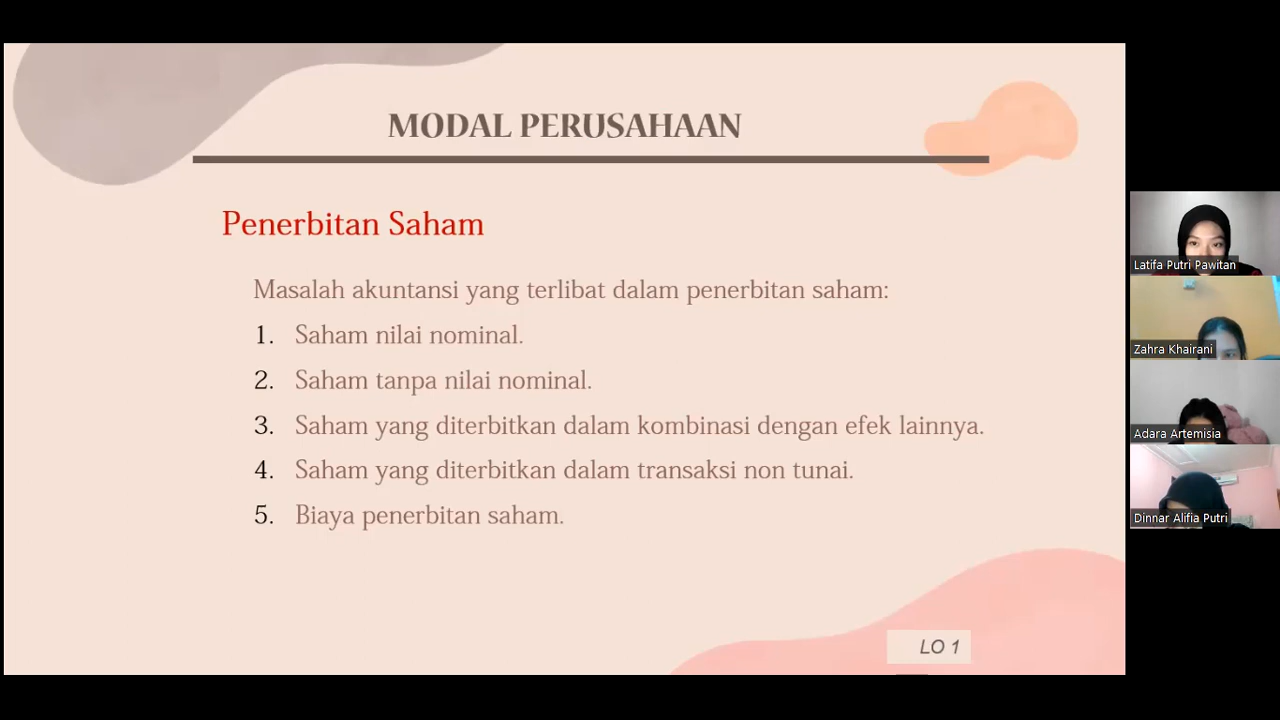 MODAL PERUSAHAAN
Penerbitan Saham
Masalah akuntansi yang terlibat dalam penerbitan saham:
1. Saham nilai nominal.
2. Saham tanpa nilai nominal.
3. Saham yang diterbitkan dalam kombinasi dengan efek lainnya.
4. Saham yang diterbitkan dalam transaksi non tunai.
5. Biaya penerbitan saham.
LO 1
Latifa Putri Pawitan
Zahra Khairani
Adara Artemisia
Dinnar Alifia Putri